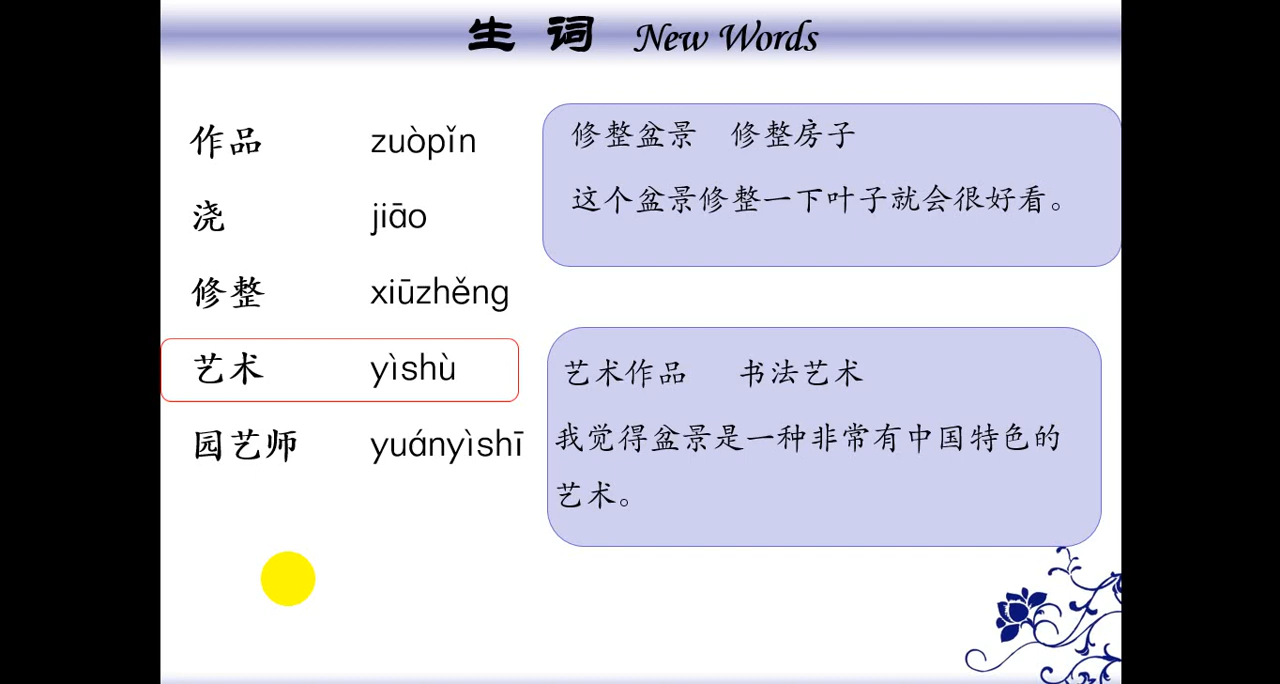 生 词 New Words
作品 zuòpǐn
浇 jiāo
修整 xiūzhěng
艺术 yìshù
园艺师 yuányìshī
修整盆景 修整房子
这个盆景修整一下叶子就会很好看。
艺术作品 书法艺术
我觉得盆景是一种非常有中国特色的
艺术。